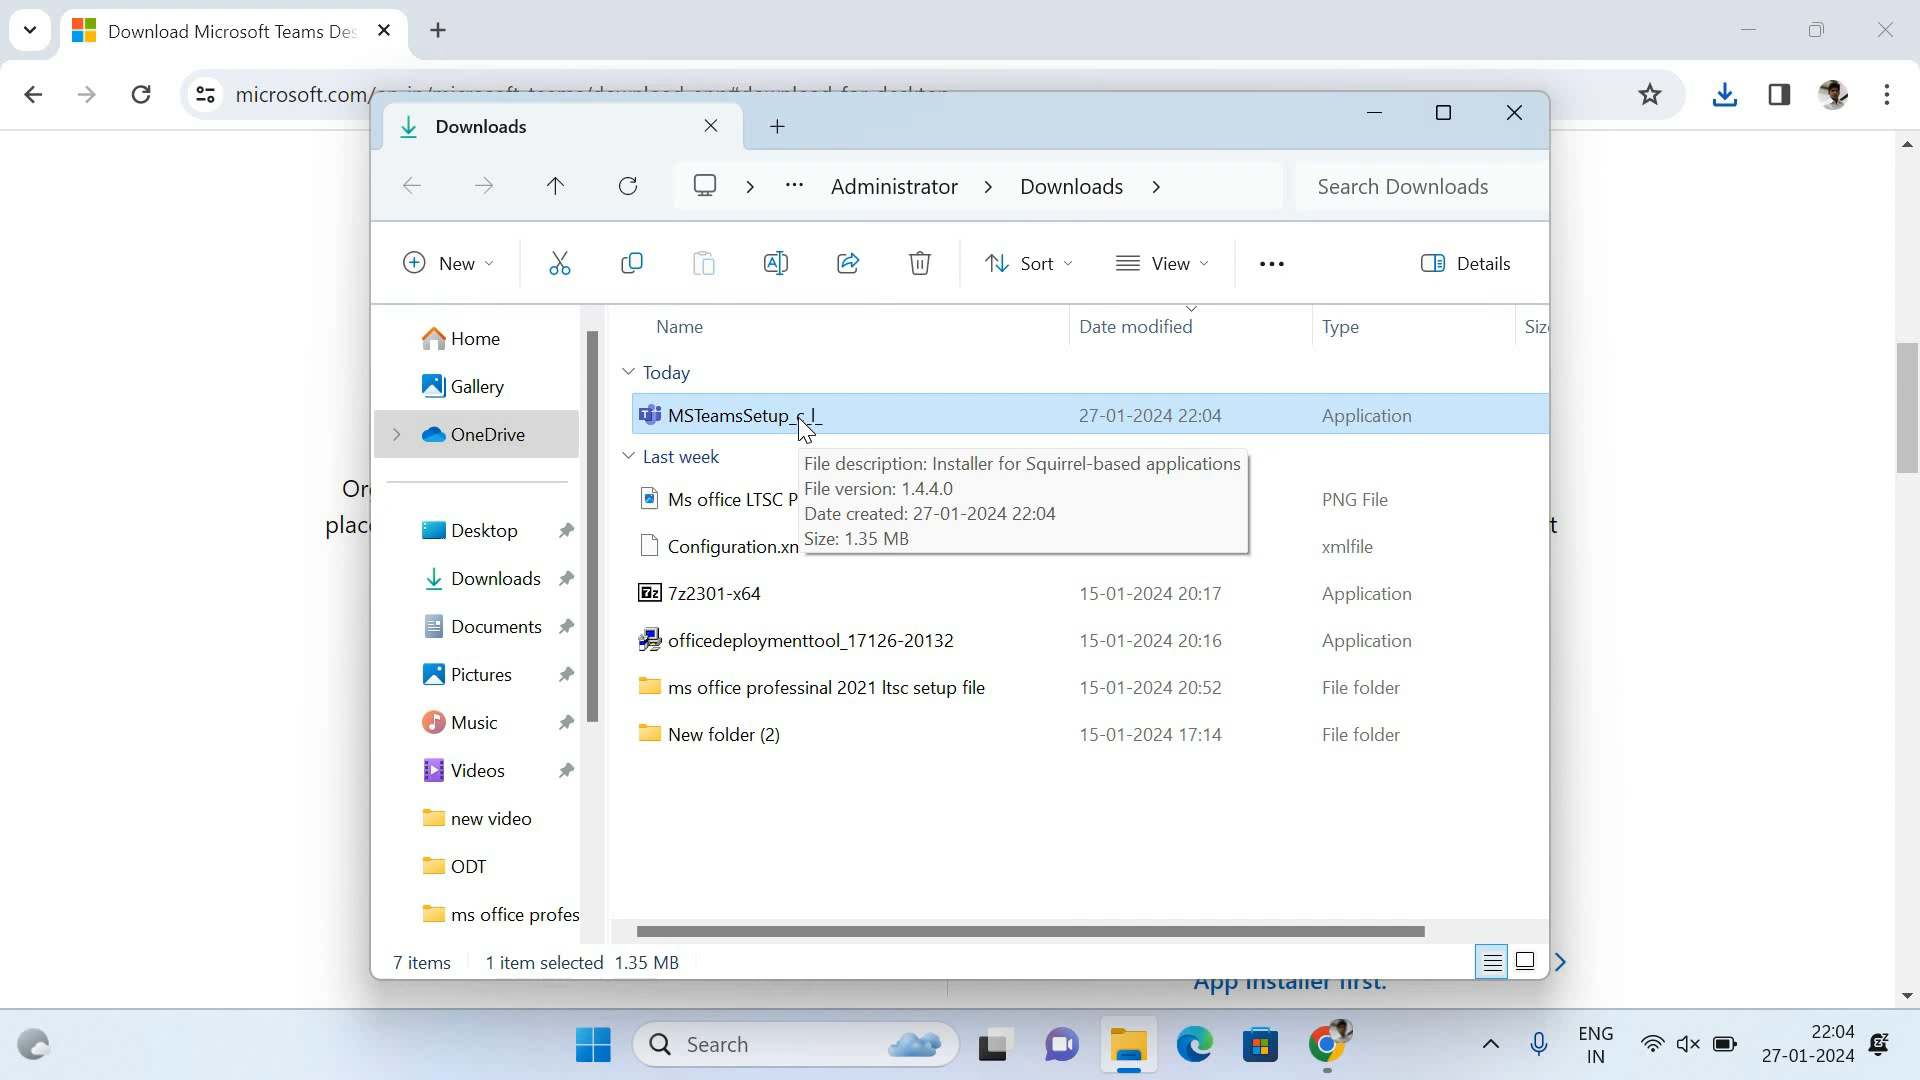 Download Microsoft Teams Des
microsoft.com/
Downloads
Administrator
Downloads
Search Downloads
New
Sort
View
Details
Home
Gallery
OneDrive
Desktop
Downloads
Documents
Pictures
Music
Videos
new video
ODT
ms office profes
Name
Date modified
Type
Siz
Today
MSTeamsSetup_c_l_
27-01-2024 22:04
Application
Last week
File description: Installer for Squirrel-based applications
File version: 1.4.4.0
Date created: 27-01-2024 22:04
Size: 1.35 MB
Ms office LTSC P
PNG File
Configuration.xn
xmlfile
7z2301-x64
15-01-2024 20:17
Application
officedeploymenttool_17126-20132
15-01-2024 20:16
Application
ms office professinal 2021 ltsc setup file
15-01-2024 20:52
File folder
New folder (2)
15-01-2024 17:14
File folder
7 items
1 item selected 1.35 MB
Or
plac
t
App Installer first.
Search
ENG
IN
22:04
27-01-2024